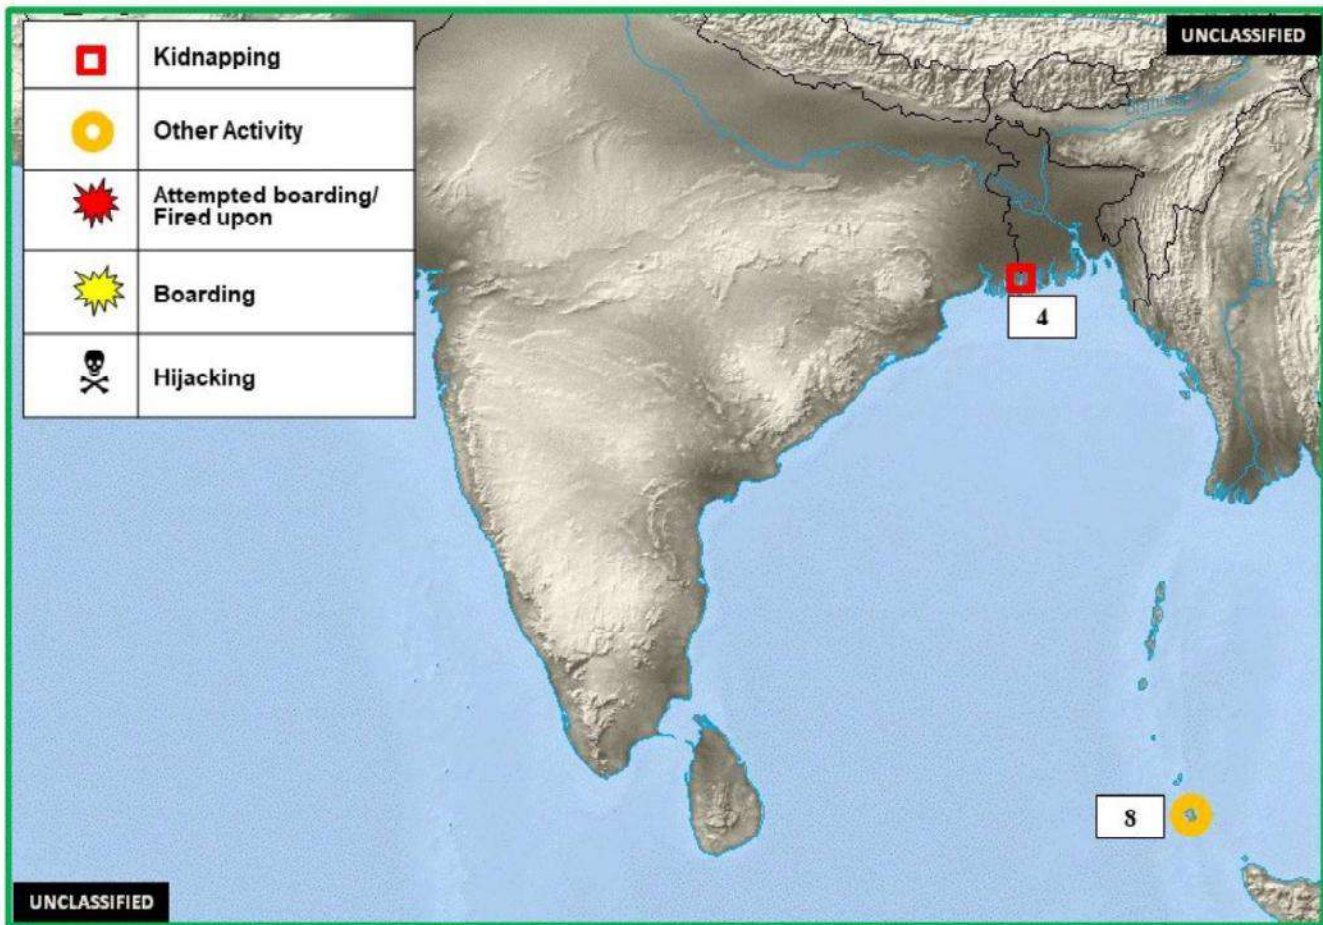 UNCLASSIFIED
Kidnapping
Other Activity
Attempted boarding/
Fired upon
Boarding
Hijacking
4
8
UNCLASSIFIED